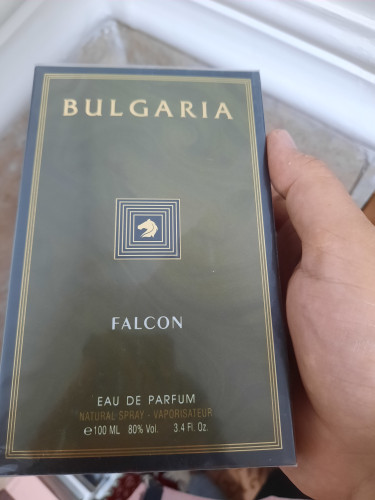 BULGARIA
FALCON
EAU DE PARFUM
NATURAL SPRAY - VAPORISATEUR
℮100 ML 80% Vol. 3.4 Fl. Oz.